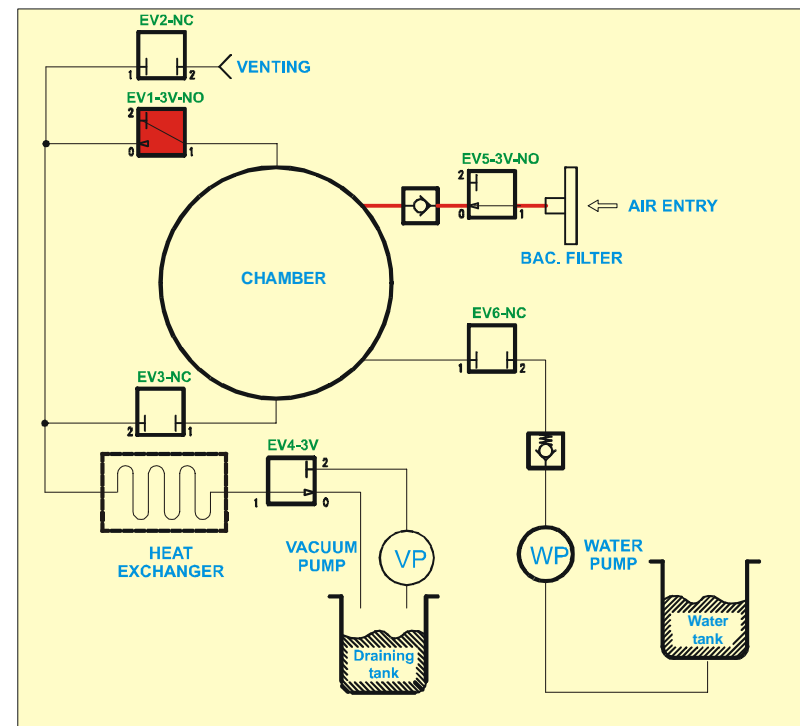 EV2-NC
1 2
VENTING
EV1-3V-NO
2
0 1
EV5-3V-NO
2
0 1
AIR ENTRY
BAC. FILTER
CHAMBER
EV6-NC
1 2
EV3-NC
2 1
EV4-3V
2
1 0
HEAT
EXCHANGER
VACUUM
PUMP
VP
WP
WATER
PUMP
Draining
tank
Water
tank